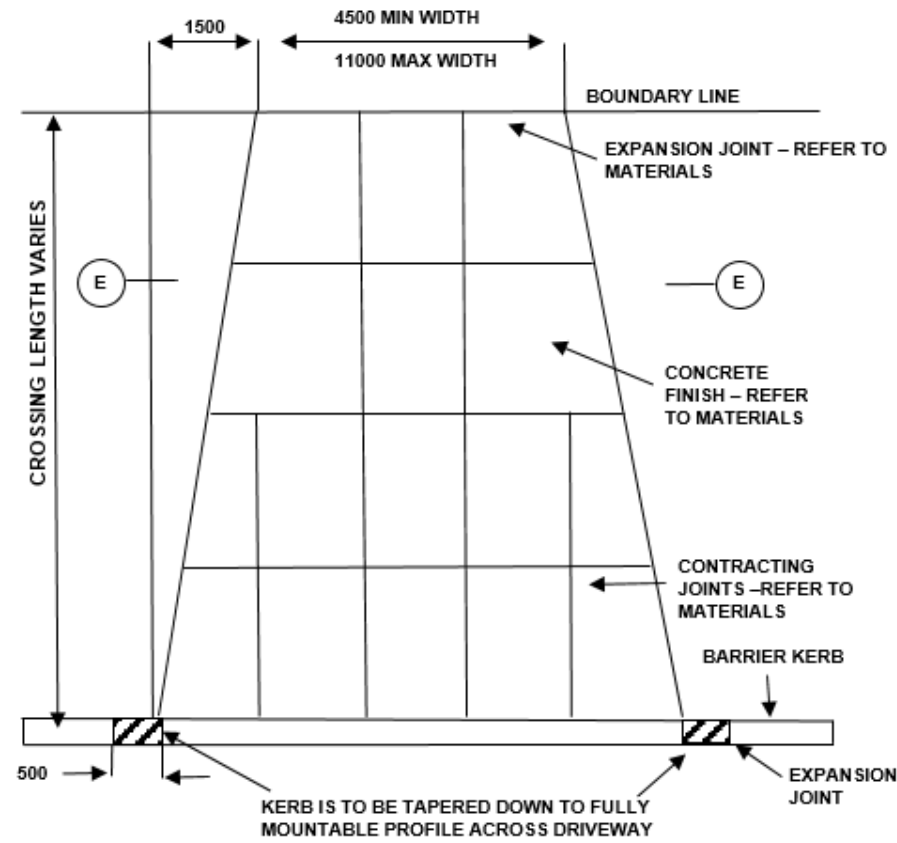 1500
4500 MIN WIDTH
11000 MAX WIDTH
BOUNDARY LINE
EXPANSION JOINT – REFER TO
MATERIALS
CROSSING LENGTH VARIES
E
E
CONCRETE
FINISH – REFER
TO MATERIALS
CONTRACTING
JOINTS –REFER TO
MATERIALS
BARRIER KERB
500
EXPANSION
JOINT
KERB IS TO BE TAPERED DOWN TO FULLY
MOUNTABLE PROFILE ACROSS DRIVEWAY